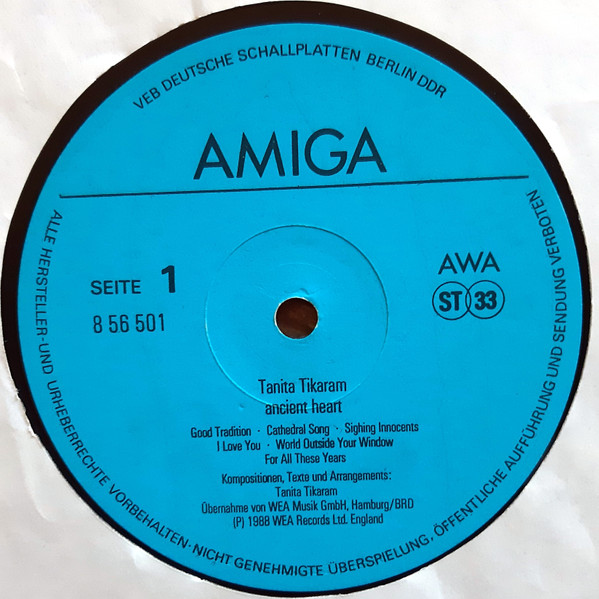 VEB DEUTSCHE SCHALLPLATTEN BERLIN DDR
AMIGA
SEITE 1
8 56 501
AWA
ST 33
Tanita Tikaram
ancient heart
Good Tradition · Cathedral Song · Sighing Innocents
I Love You · World Outside Your Window
For All These Years
Kompositionen, Texte und Arrangements:
Tanita Tikaram
Übernahme von WEA Musik GmbH, Hamburg/BRD
(P) 1988 WEA Records Ltd. England
ALLE HERSTELLER-UND URHEBERRECHTE VORBEHALTEN·NICHT GENEHMIGTE ÜBERSPIELUNG, ÖFFENTLICHE AUFFÜHRUNG UND SENDUNG VERBOTEN